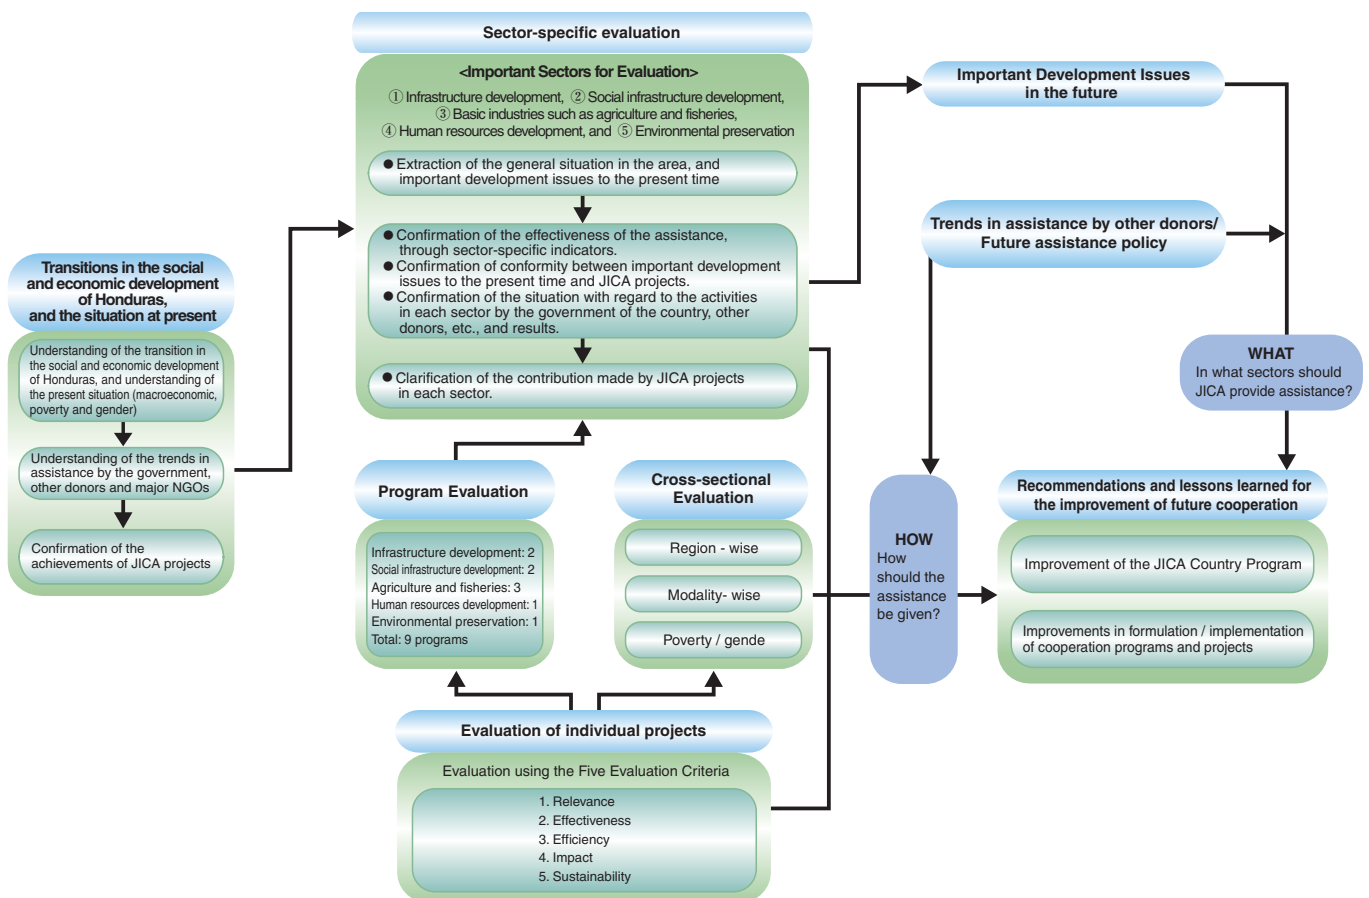 Sector-specific evaluation
<Important Sectors for Evaluation>
① Infrastructure development, ② Social infrastructure development,
③ Basic industries such as agriculture and fisheries,
④ Human resources development, and ⑤ Environmental preservation
● Extraction of the general situation in the area, and
important development issues to the present time
● Confirmation of the effectiveness of the assistance,
through sector-specific indicators.
● Confirmation of conformity between important development
issues to the present time and JICA projects.
● Confirmation of the situation with regard to the activities
in each sector by the government of the country, other
donors, etc., and results.
● Clarification of the contribution made by JICA projects
in each sector.
Transitions in the social
and economic development
of Honduras,
and the situation at present
Understanding of the transition in
the social and economic development
of Honduras, and understanding of
the present situation (macroeconomic,
poverty and gender)
Understanding of the trends in
assistance by the government,
other donors and major NGOs
Confirmation of the
achievements of JICA projects
Program Evaluation
Infrastructure development: 2
Social infrastructure development: 2
Agriculture and fisheries: 3
Human resources development: 1
Environmental preservation: 1
Total: 9 programs
Cross-sectional
Evaluation
Region - wise
Modality- wise
Poverty / gende
Evaluation of individual projects
Evaluation using the Five Evaluation Criteria
1. Relevance
2. Effectiveness
3. Efficiency
4. Impact
5. Sustainability
Important Development Issues
in the future
Trends in assistance by other donors/
Future assistance policy
WHAT
In what sectors should
JICA provide assistance?
HOW
How
should the
assistance
be given?
Recommendations and lessons learned for
the improvement of future cooperation
Improvement of the JICA Country Program
Improvements in formulation / implementation
of cooperation programs and projects